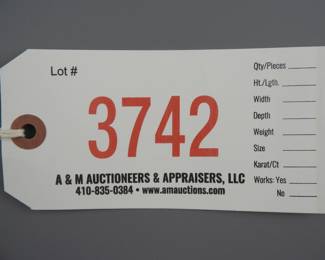 Lot #
3742
A & M AUCTIONEERS & APPRAISERS, LLC
410-835-0384 • www.amauctions.com
Qty/Pieces
Ht./Lgth.
Width
Depth
Weight
Size
Karat/Ct
Works: Yes
No